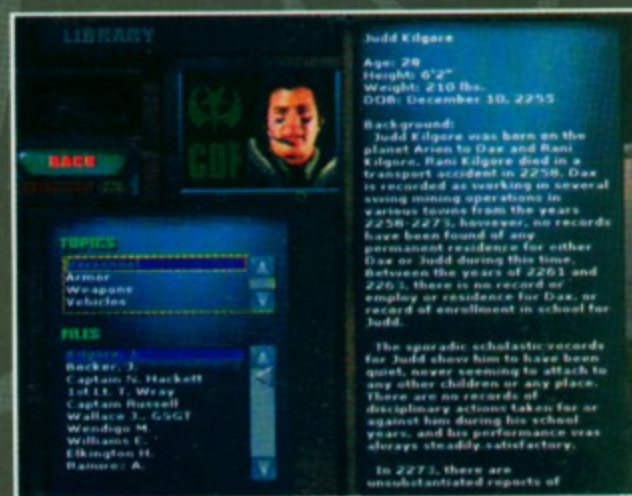 LIBRARY
CDF
BACK
TOPICS
Personnel
Armor
Weapons
Vehicles
FILES
Kilgore, J.
Becker, J.
Captain N. Hackett
1st Lt. T. Wray
Captain Russell
Wallace J., GSGT
Wendigo M.
Williams E.
Elkington H.
Ramirez A.
Judd Kilgore
Age: 28
Height: 6'2"
Weight: 210 lbs.
DOB: December 10, 2255
Background:
Judd Kilgore was born on the
planet Arion to Dax and Rani
Kilgore. Rani Kilgore died in a
transport accident in 2258. Dax
is recorded as working in several
swing mining operations in
various towns from the years
2258-2273, however, no records
have been found of any
permanent residence for either
Dax or Judd during this time.
Between the years of 2261 and
2263, there is no record or
employ or residence for Dax, or
record of enrollment in school for
Judd.
The sporadic scholastic records
for Judd show him to have been
quiet, never seeming to attach to
any other children or any place.
There are no records of
disciplinary actions taken for or
against him during his school
years, and his performance was
always steadily satisfactory.
In 2273, there are
unsubstantiated reports of